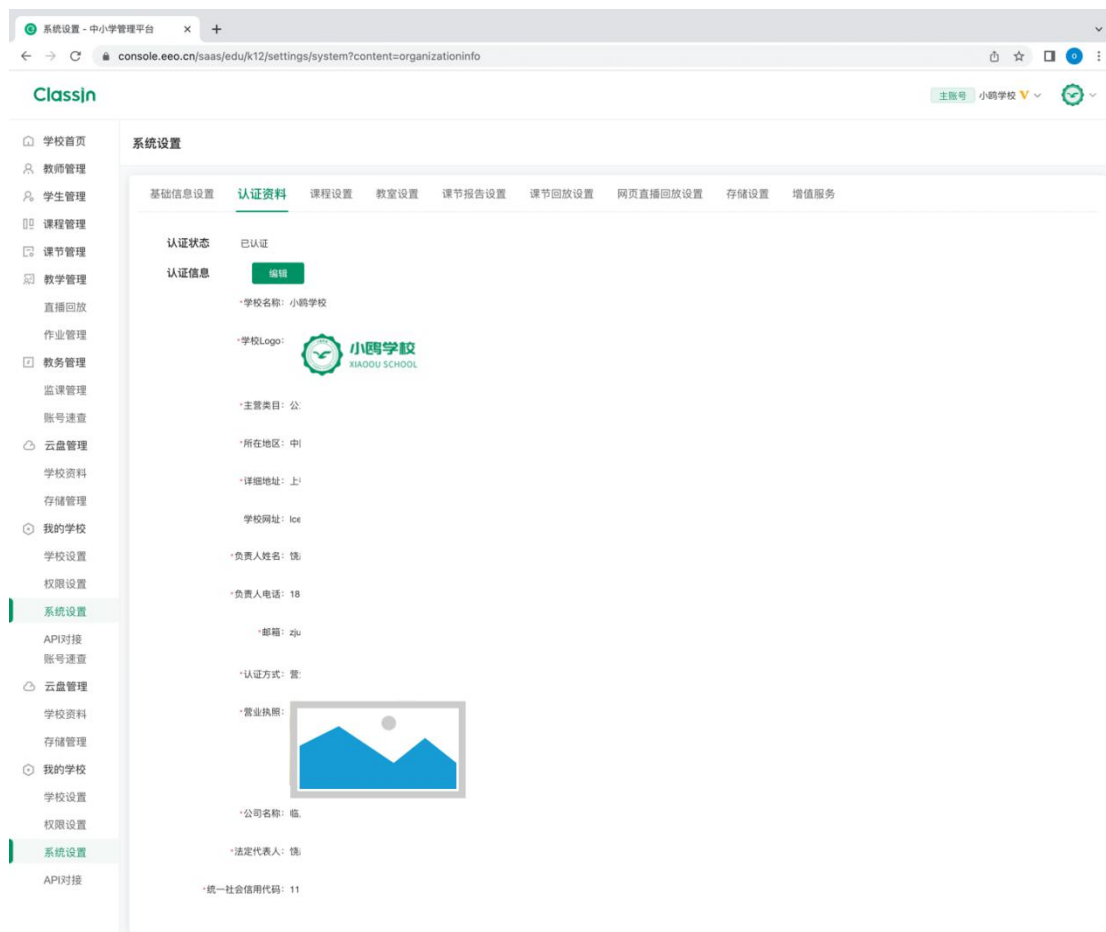 系统设置 - 中小学管理平台
console.eeo.cn/saas/edu/k12/settings/system?content=organizationinfo
ClassIn
主账号 小鸥学校 V
学校首页
教师管理
学生管理
课程管理
课节管理
教学管理
直播回放
作业管理
教务管理
监课管理
账号速查
云盘管理
学校资料
存储管理
我的学校
学校设置
权限设置
系统设置
API对接
账号速查
云盘管理
学校资料
存储管理
我的学校
学校设置
权限设置
系统设置
API对接
系统设置
基础信息设置 认证资料 课程设置 教室设置 课节报告设置 课节回放设置 网页直播回放设置 存储设置 增值服务
认证状态 已认证
认证信息 编辑
*学校名称: 小鸥学校
*学校Logo:
小鸥学校
XIAOOU SCHOOL
*主营类目: 公
*所在地区: 中
*详细地址: 上
学校网址: Ice
*负责人姓名: 饶
*负责人电话: 18
*邮箱: zju
*认证方式: 营
*营业执照:
*公司名称: 临
*法定代表人: 饶
*统一社会信用代码: 11